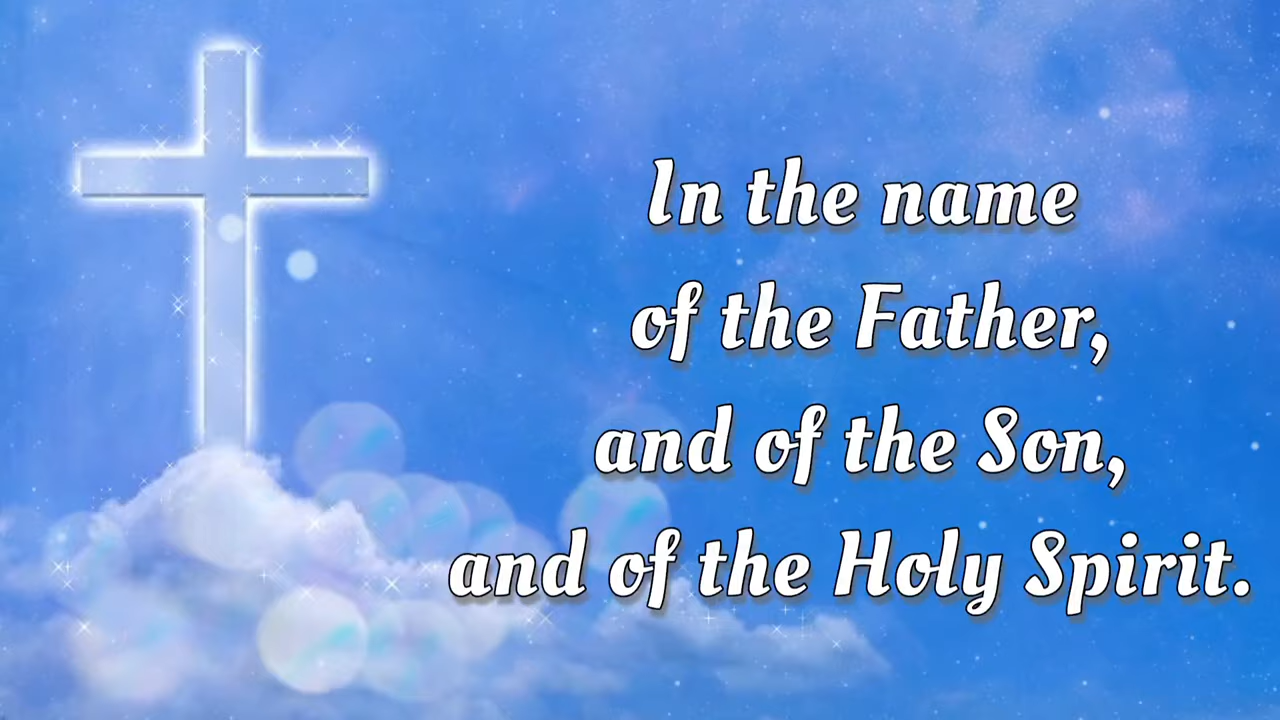 In the name
of the Father,
and of the Son,
and of the Holy Spirit.